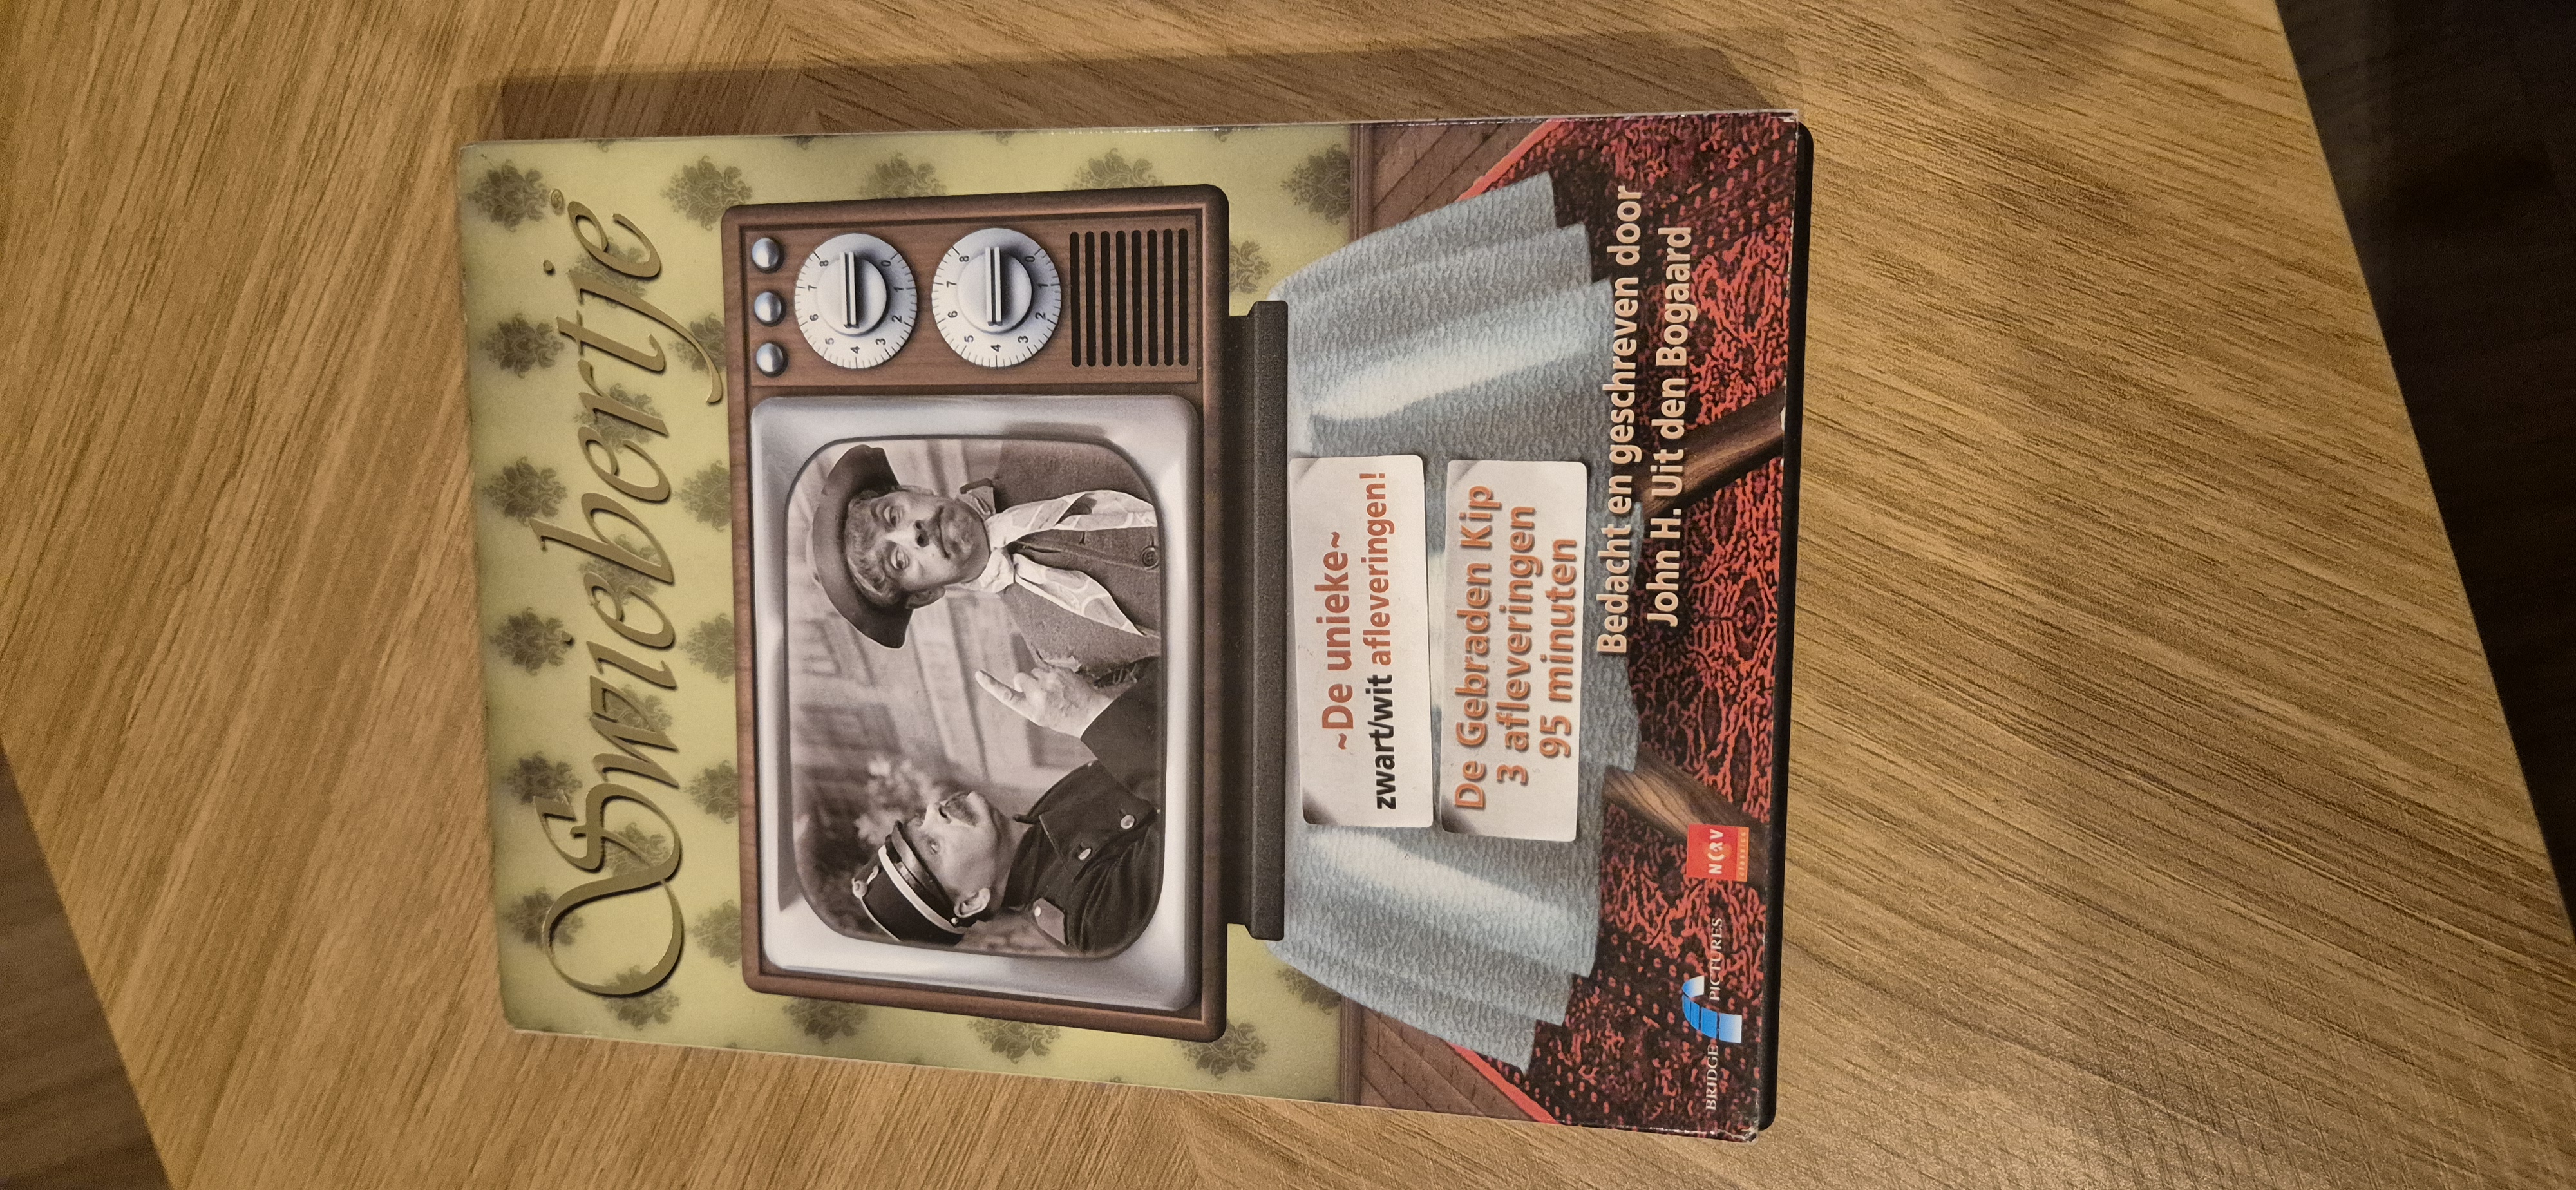 Swiebertje
~De unieke~
zwart/wit afleveringen!
De Gebraden Kip
3 afleveringen
95 minuten
Bedacht en geschreven door
John H. Uit den Bogaard
BRIDGE PICTURES
NCRV